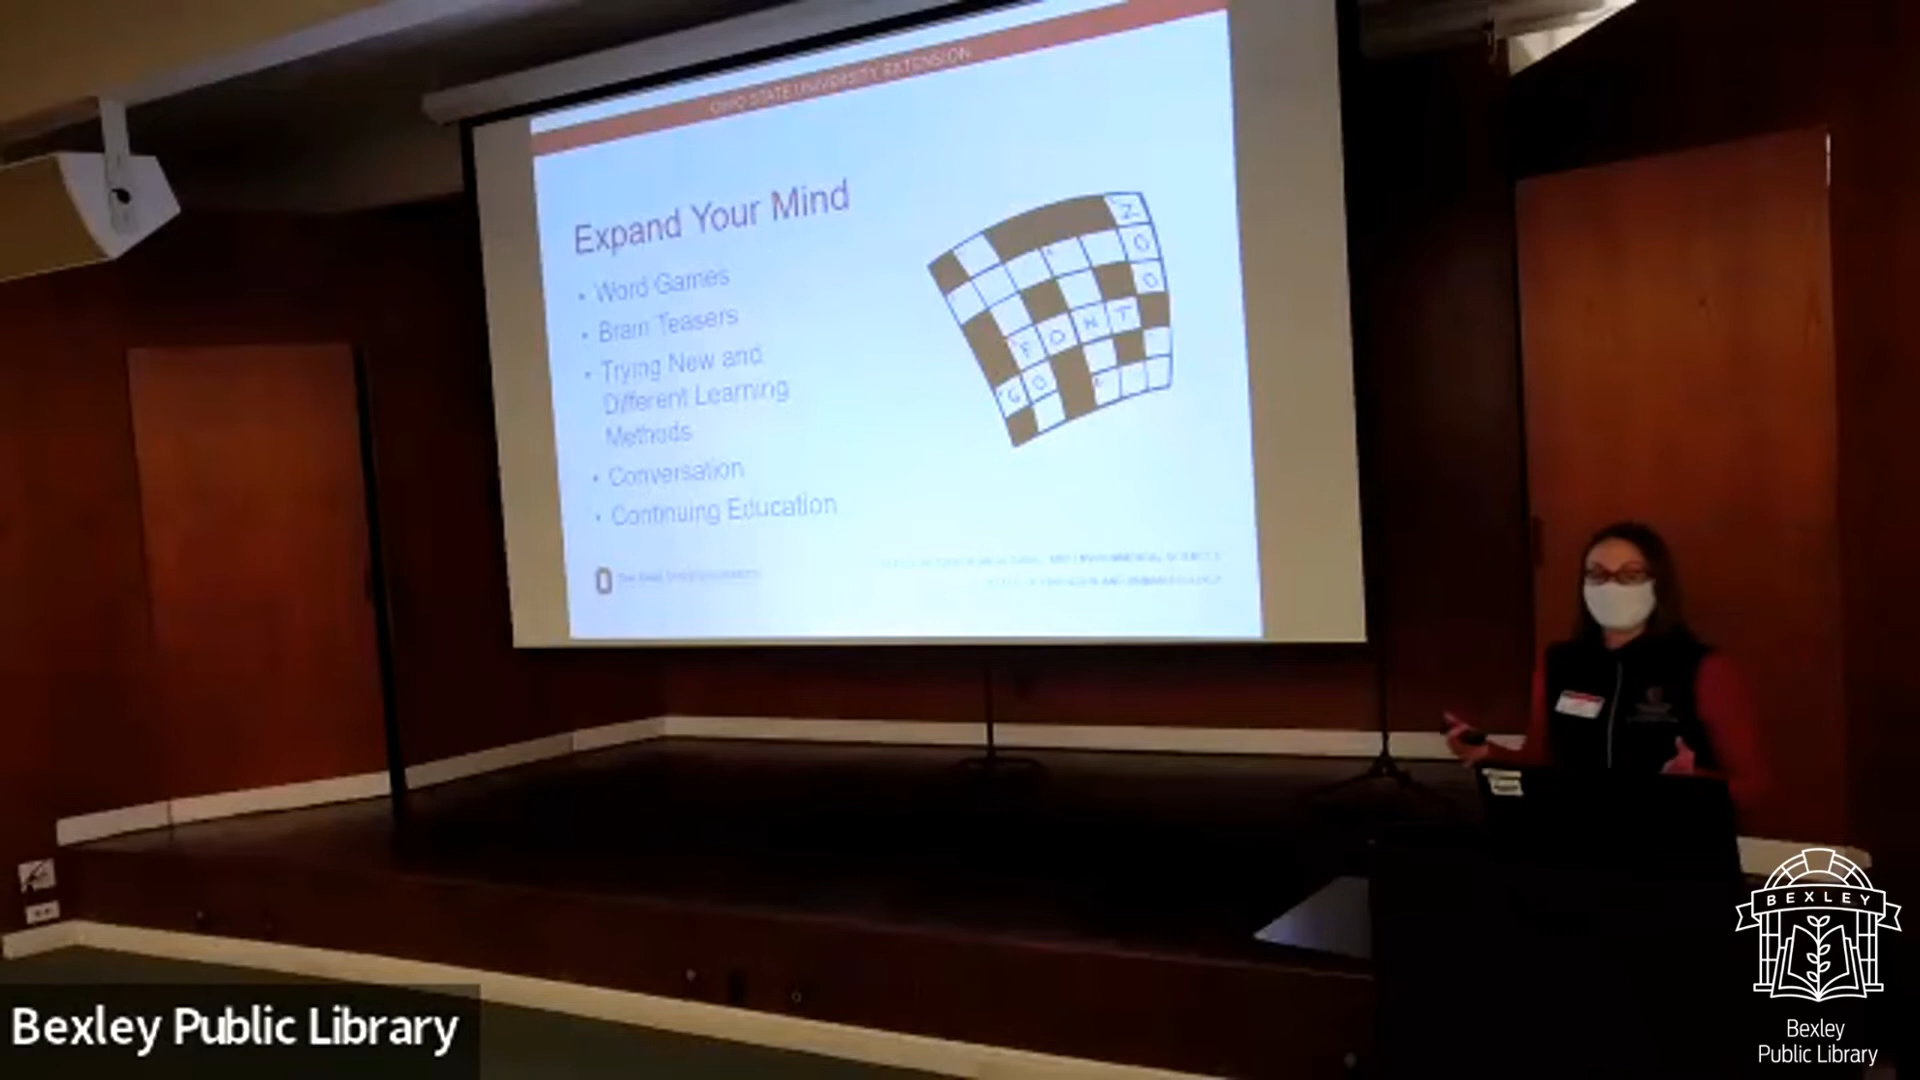 OHIO STATE UNIVERSITY EXTENSION
Expand Your Mind
• Word Games
• Brain Teasers
• Trying New and
Different Learning
Methods
• Conversation
• Continuing Education
Bexley Public Library
BEXLEY
Bexley
Public Library